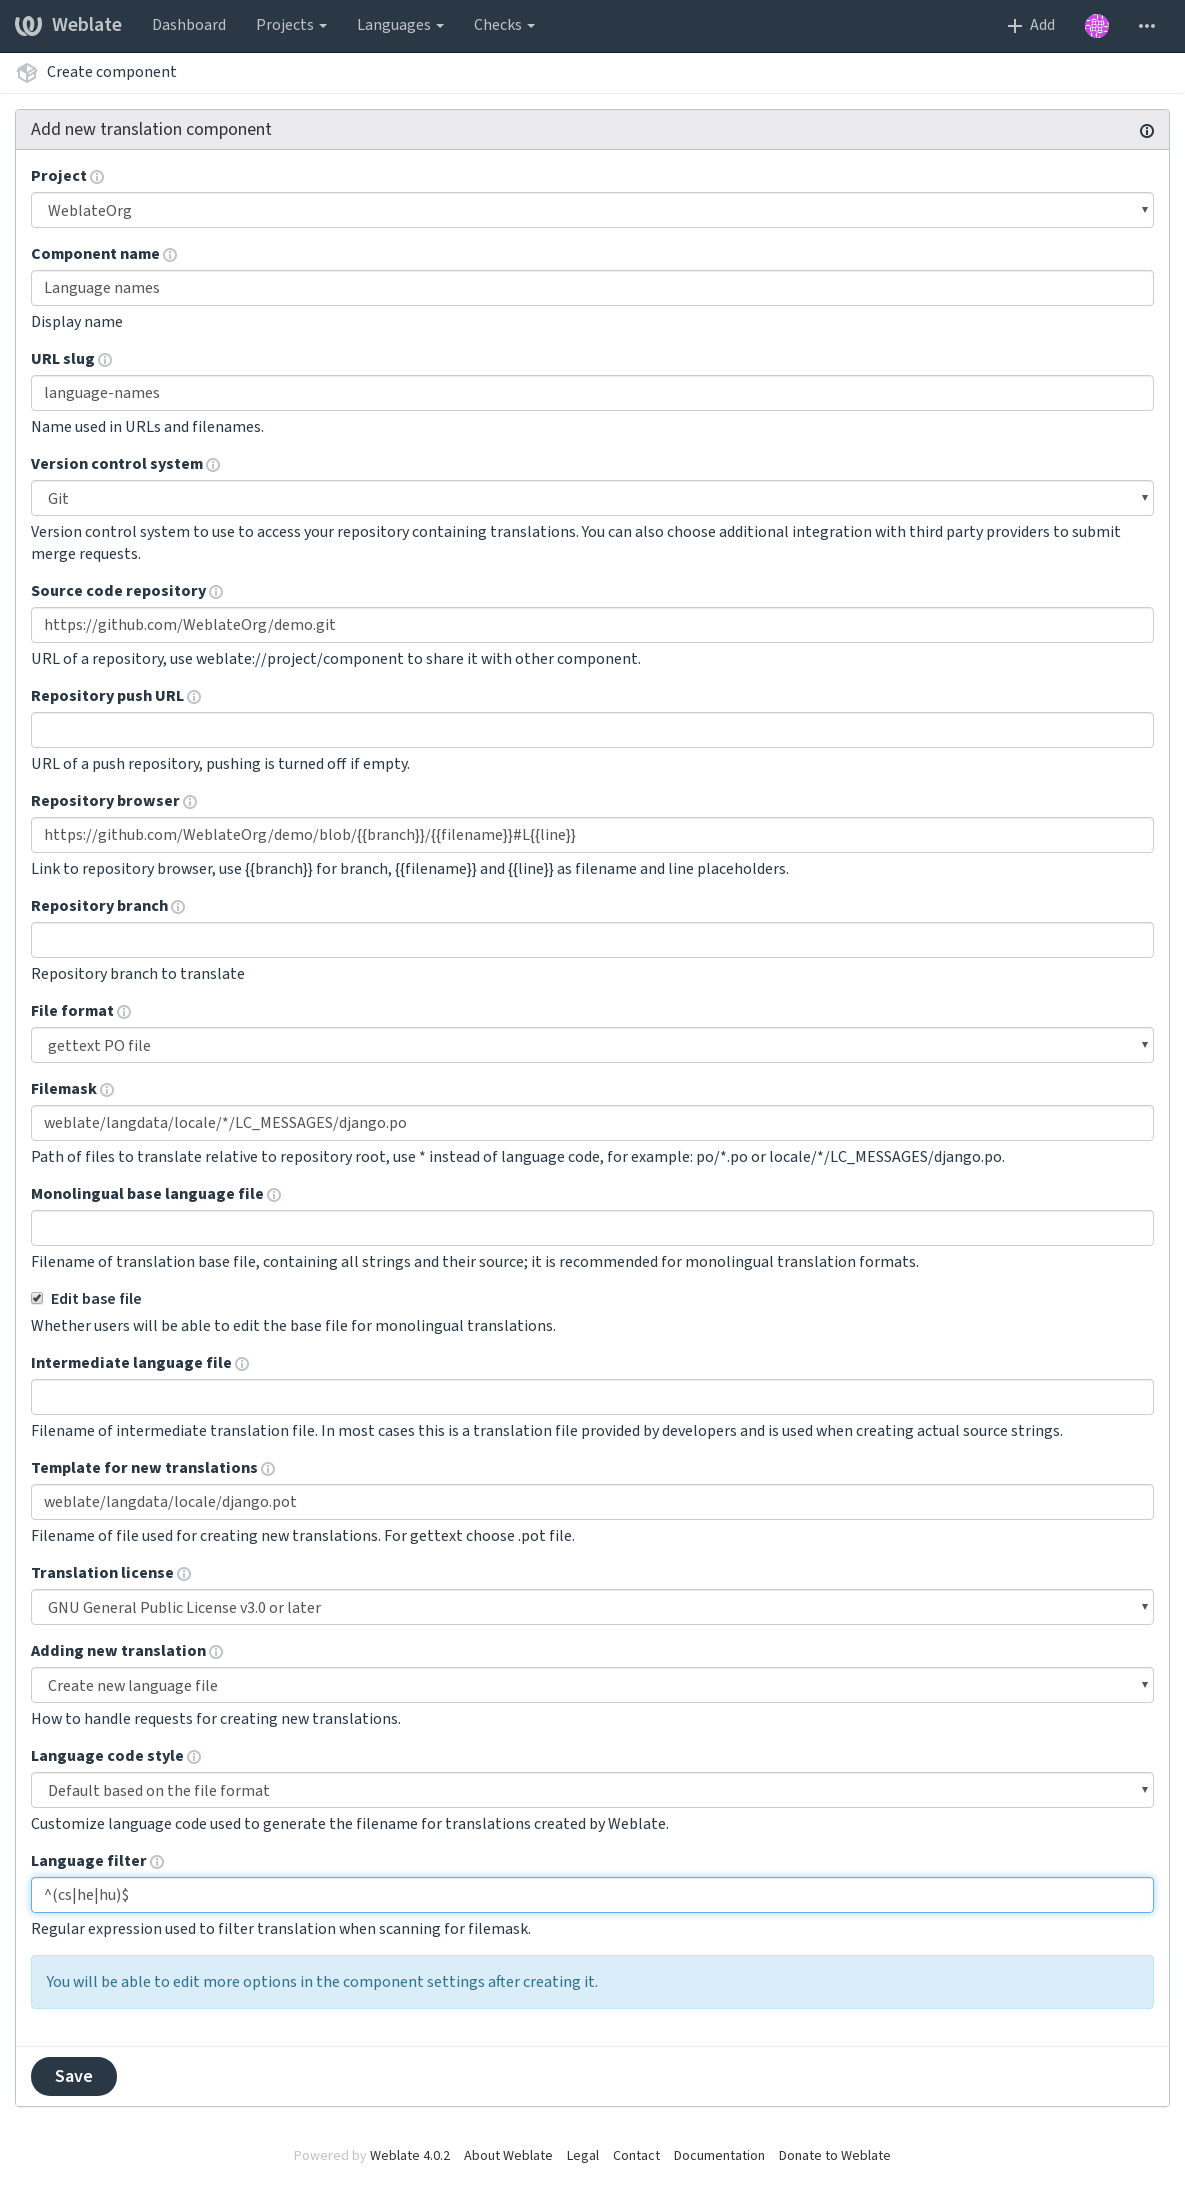 Weblate Dashboard Projects Languages Checks Add
Create component
Add new translation component
Project
WeblateOrg
Component name
Language names
Display name
URL slug
language-names
Name used in URLs and filenames.
Version control system
Git
Version control system to use to access your repository containing translations. You can also choose additional integration with third party providers to submit
merge requests.
Source code repository
https://github.com/WeblateOrg/demo.git
URL of a repository, use weblate://project/component to share it with other component.
Repository push URL
URL of a push repository, pushing is turned off if empty.
Repository browser
https://github.com/WeblateOrg/demo/blob/{{branch}}/{{filename}}#L{{line}}
Link to repository browser, use {{branch}} for branch, {{filename}} and {{line}} as filename and line placeholders.
Repository branch
Repository branch to translate
File format
gettext PO file
Filemask
weblate/langdata/locale/*/LC_MESSAGES/django.po
Path of files to translate relative to repository root, use * instead of language code, for example: po/*.po or locale/*/LC_MESSAGES/django.po.
Monolingual base language file
Filename of translation base file, containing all strings and their source; it is recommended for monolingual translation formats.
Edit base file
Whether users will be able to edit the base file for monolingual translations.
Intermediate language file
Filename of intermediate translation file. In most cases this is a translation file provided by developers and is used when creating actual source strings.
Template for new translations
weblate/langdata/locale/django.pot
Filename of file used for creating new translations. For gettext choose .pot file.
Translation license
GNU General Public License v3.0 or later
Adding new translation
Create new language file
How to handle requests for creating new translations.
Language code style
Default based on the file format
Customize language code used to generate the filename for translations created by Weblate.
Language filter
^(cs|he|hu)$
Regular expression used to filter translation when scanning for filemask.
You will be able to edit more options in the component settings after creating it.
Save
Powered by Weblate 4.0.2 About Weblate Legal Contact Documentation Donate to Weblate